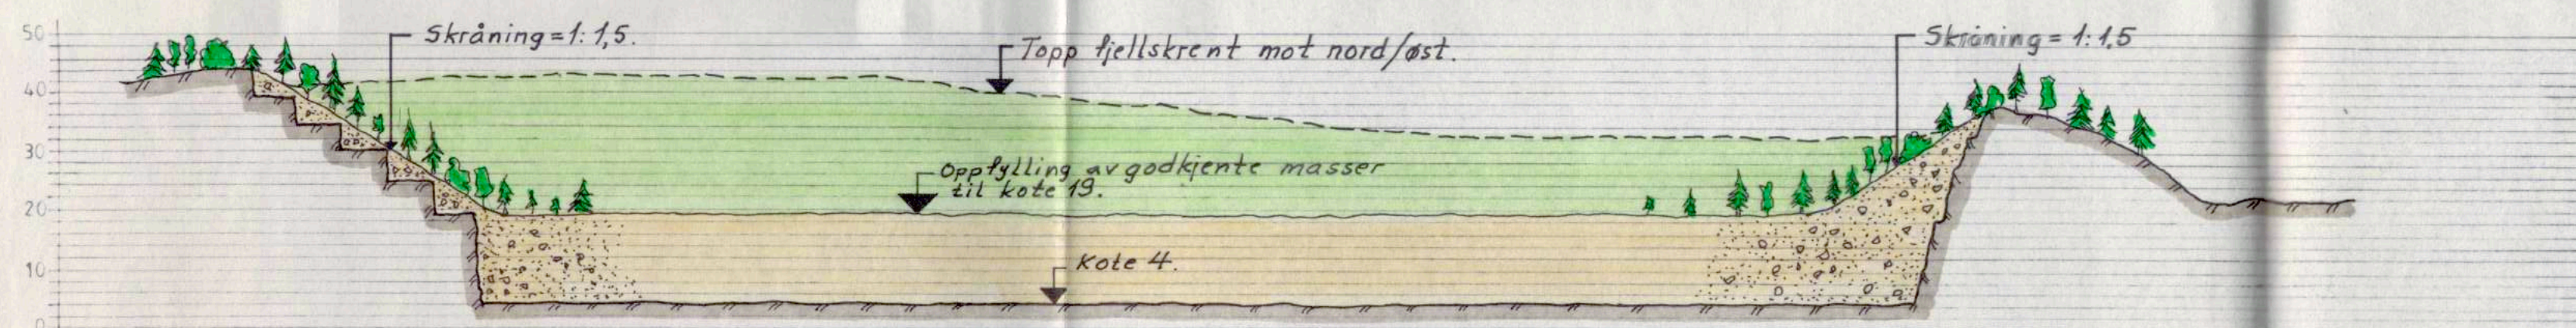 50
Skråning = 1: 1,5.
Topp fjellskrent mot nord/øst.
Skråning = 1: 1,5
40
30
Oppfylling av godkjente masser
til kote 19.
20
10
Kote 4.
0